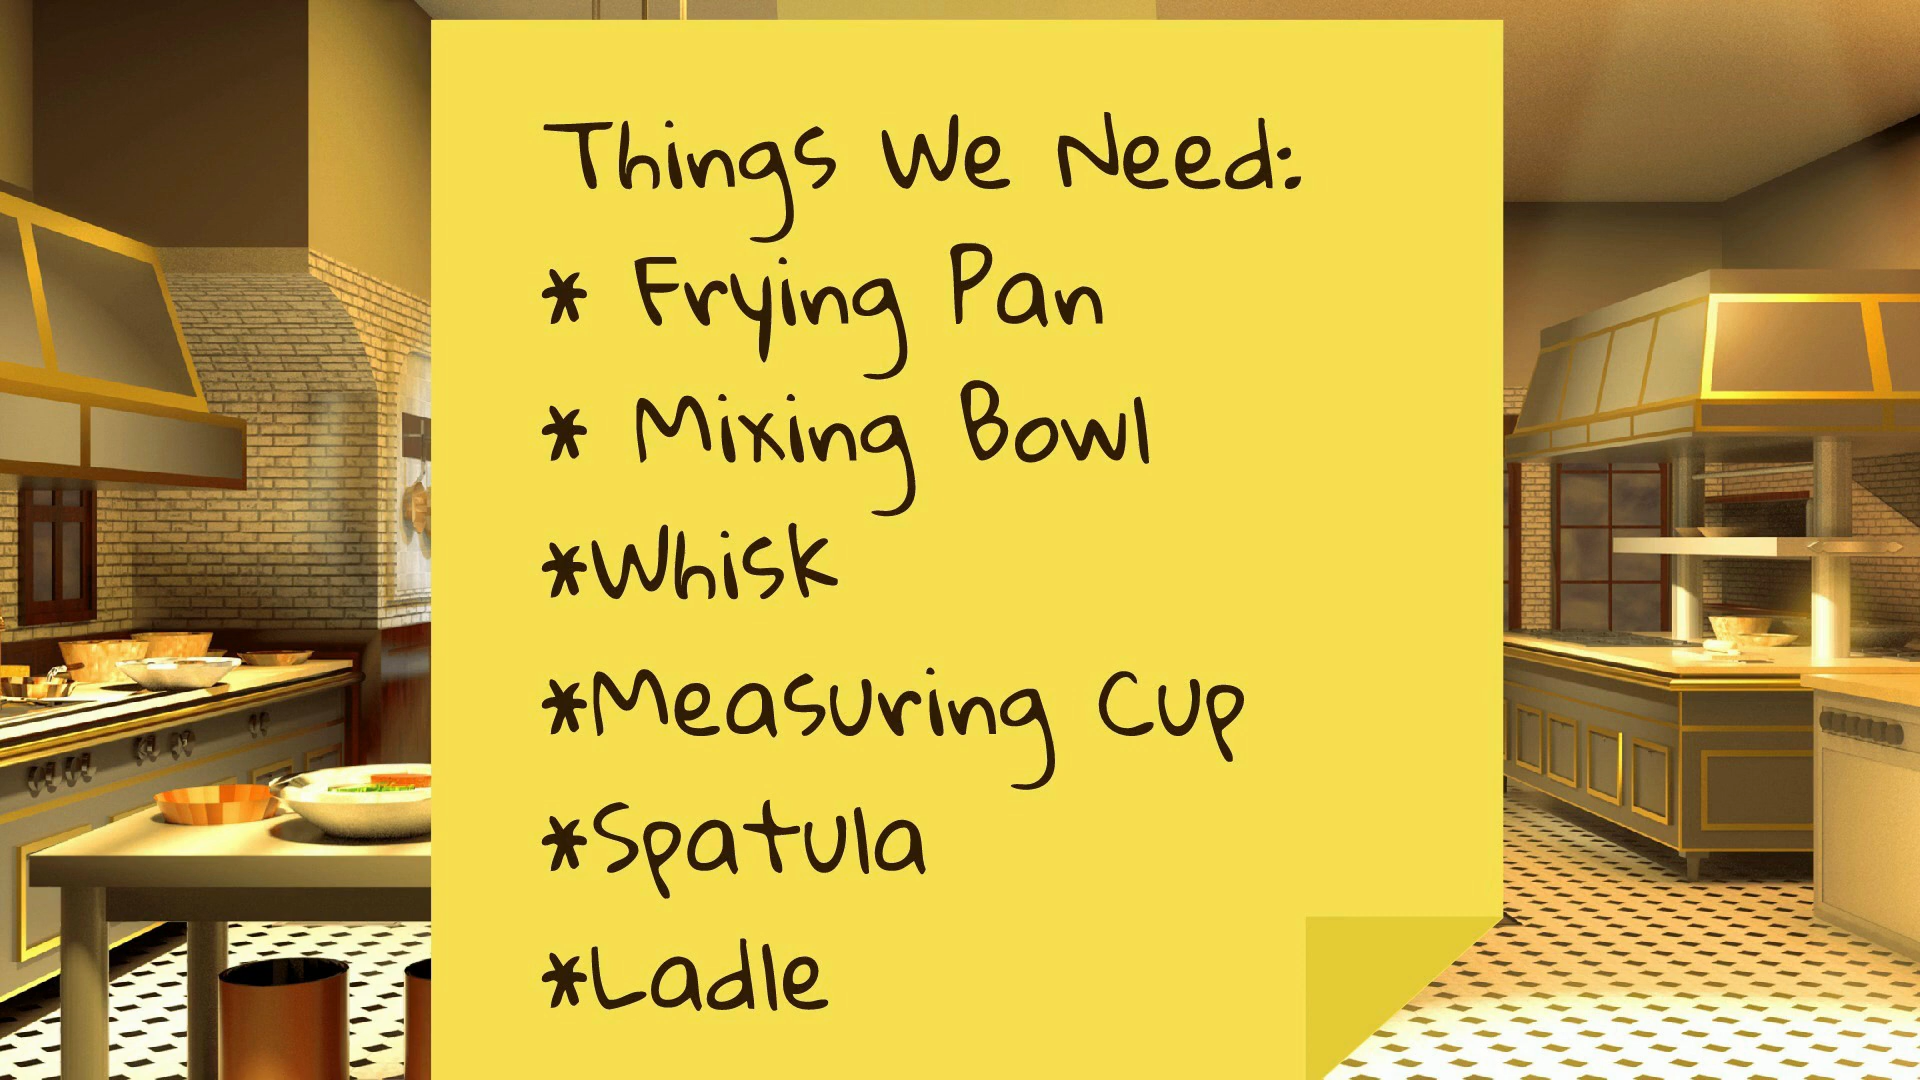 Things We Need:
* Frying Pan
* Mixing Bowl
*Whisk
*Measuring Cup
*Spatula
*Ladle